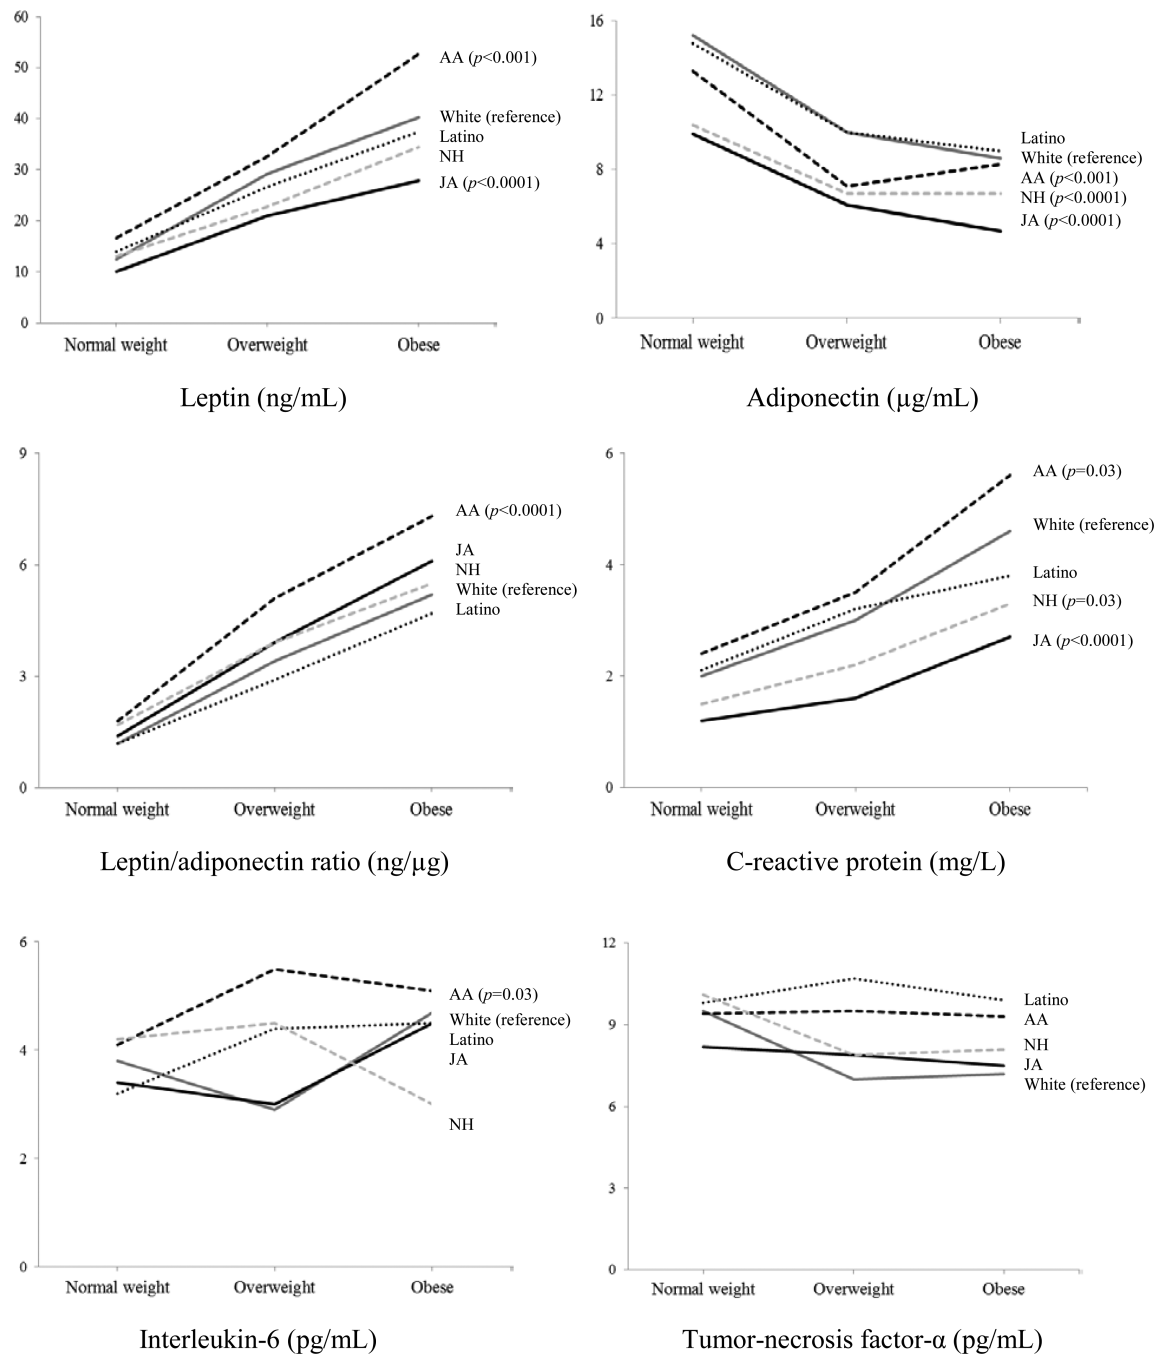 60
50
40
30
20
10
0
AA (p<0.001)
White (reference)
Latino
NH
JA (p<0.0001)
Normal weight Overweight Obese
Leptin (ng/mL)
16
12
8
4
0
Latino
White (reference)
AA (p<0.001)
NH (p<0.0001)
JA (p<0.0001)
Normal weight Overweight Obese
Adiponectin (µg/mL)
9
6
3
0
AA (p<0.0001)
JA
NH
White (reference)
Latino
Normal weight Overweight Obese
Leptin/adiponectin ratio (ng/µg)
6
4
2
0
AA (p=0.03)
White (reference)
Latino
NH (p=0.03)
JA (p<0.0001)
Normal weight Overweight Obese
C-reactive protein (mg/L)
6
4
2
0
AA (p=0.03)
White (reference)
Latino
JA
NH
Normal weight Overweight Obese
Interleukin-6 (pg/mL)
12
9
6
3
0
Latino
AA
NH
JA
White (reference)
Normal weight Overweight Obese
Tumor-necrosis factor-α (pg/mL)